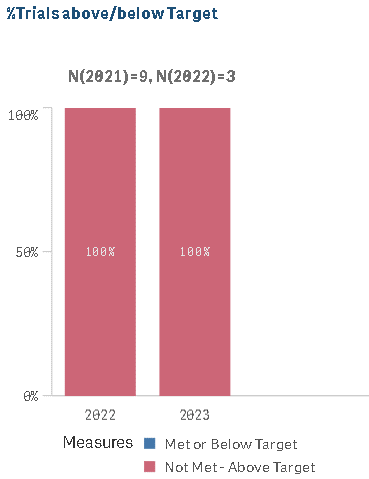 %Trials above/below Target
N(2021)=9, N(2022)=3
100%
100% 100%
50%
0%
2022 2023
Measures
Met or Below Target
Not Met - Above Target